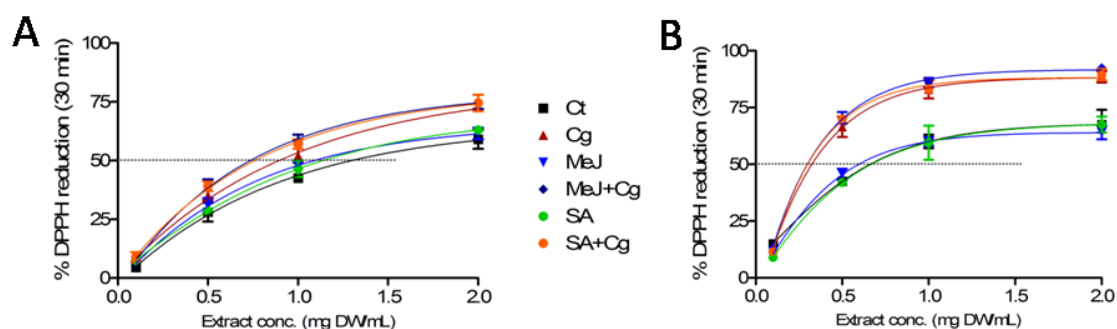 A
% DPPH reduction (30 min)
100
75
50
25
0
0.0 0.5 1.0 1.5 2.0
Extract conc. (mg DW/mL)
Ct
Cg
MeJ
MeJ+Cg
SA
SA+Cg
B
% DPPH reduction (30 min)
100
75
50
25
0
0.0 0.5 1.0 1.5 2.0
Extract conc. (mg DW/mL)